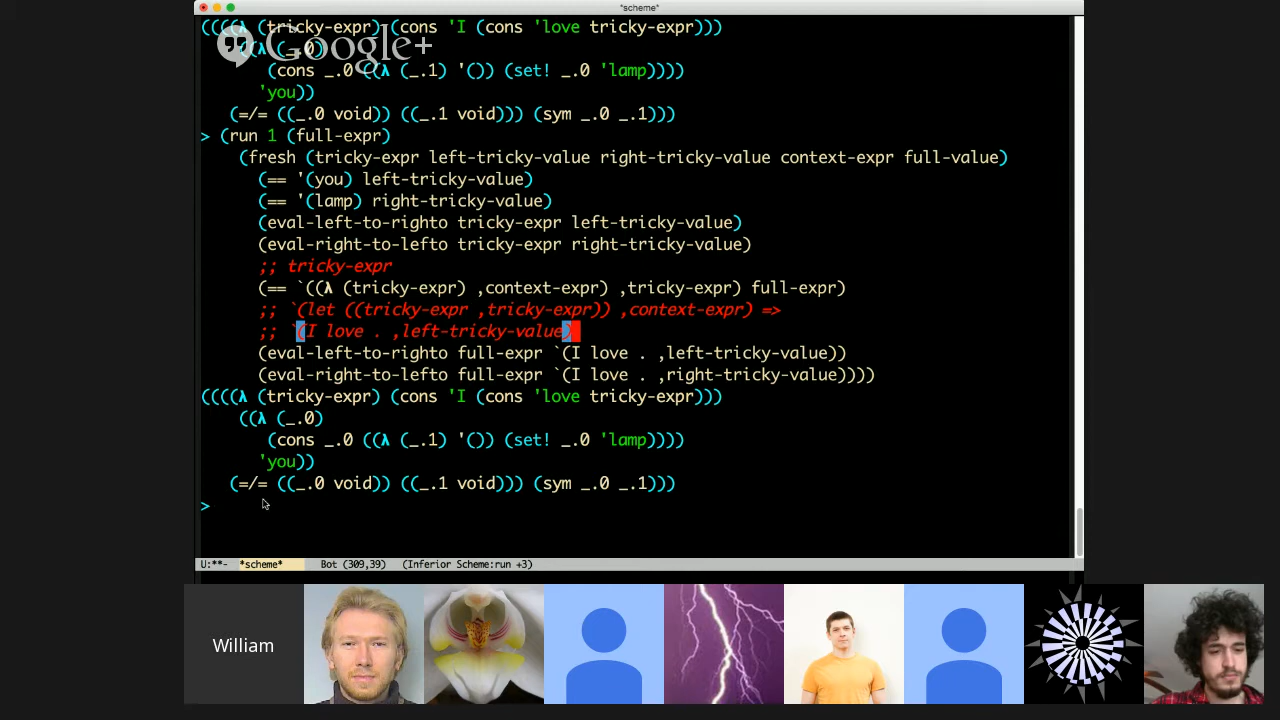 *scheme*
((((λ (tricky-expr) (cons 'I (cons 'love tricky-expr)))
Google+
((λ (_.0)
(cons _.0 ((λ (_.1) '()) (set! _.0 'lamp))))
'you))
(=/= ((_.0 void)) ((_.1 void))) (sym _.0 _.1)))
> (run 1 (full-expr)
(fresh (tricky-expr left-tricky-value right-tricky-value context-expr full-value)
(== '(you) left-tricky-value)
(== '(lamp) right-tricky-value)
(eval-left-to-righto tricky-expr left-tricky-value)
(eval-right-to-lefto tricky-expr right-tricky-value)
;; tricky-expr
(== `((λ (tricky-expr) ,context-expr) ,tricky-expr) full-expr)
;; `(let ((tricky-expr ,tricky-expr)) ,context-expr) =>
;; `(I love . ,left-tricky-value)
(eval-left-to-righto full-expr `(I love . ,left-tricky-value))
(eval-right-to-lefto full-expr `(I love . ,right-tricky-value))))
((((λ (tricky-expr) (cons 'I (cons 'love tricky-expr)))
((λ (_.0)
(cons _.0 ((λ (_.1) '()) (set! _.0 'lamp))))
'you))
(=/= ((_.0 void)) ((_.1 void))) (sym _.0 _.1)))
>
U:**- *scheme* Bot (309,39) (Inferior Scheme:run +3)
William